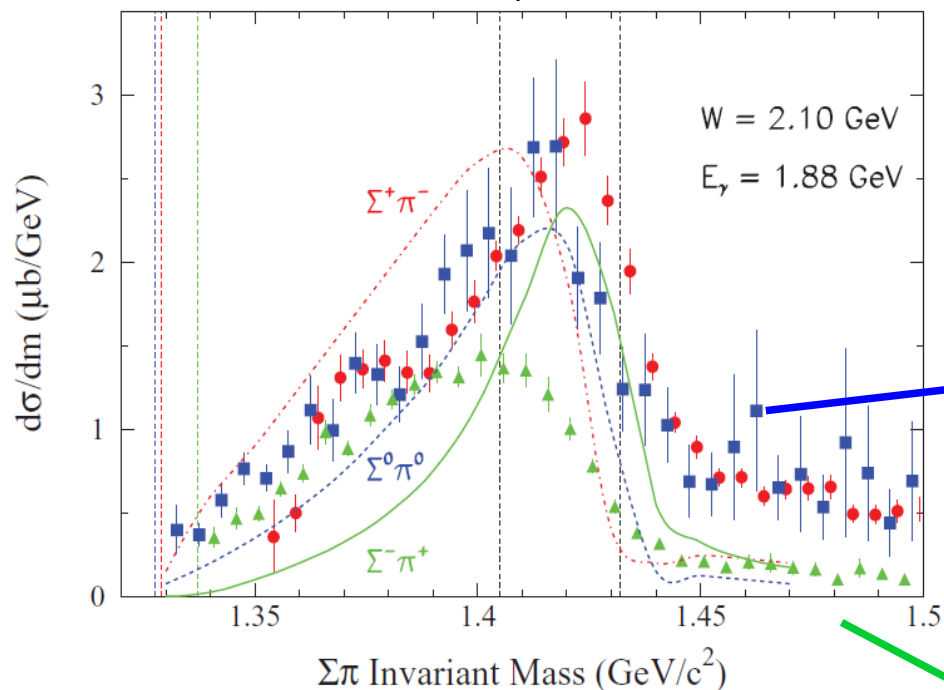 3
W = 2.10 GeV
Eγ = 1.88 GeV
Σ⁺π⁻
dσ/dm (μb/GeV)
2
1
Σ⁰π⁰
Σ⁻π⁺
0
1.35 1.4 1.45 1.5
Σπ Invariant Mass (GeV/c²)